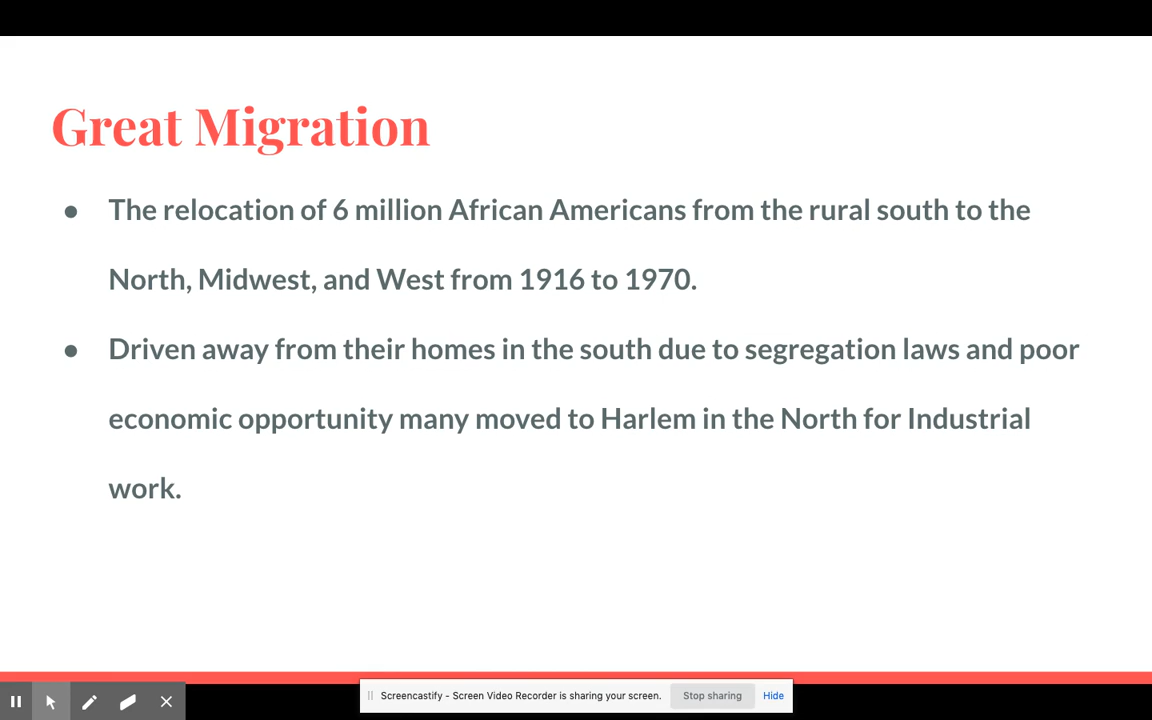 Great Migration
● The relocation of 6 million African Americans from the rural south to the
North, Midwest, and West from 1916 to 1970.
● Driven away from their homes in the south due to segregation laws and poor
economic opportunity many moved to Harlem in the North for Industrial
work.
Screencastify - Screen Video Recorder is sharing your screen. Stop sharing Hide